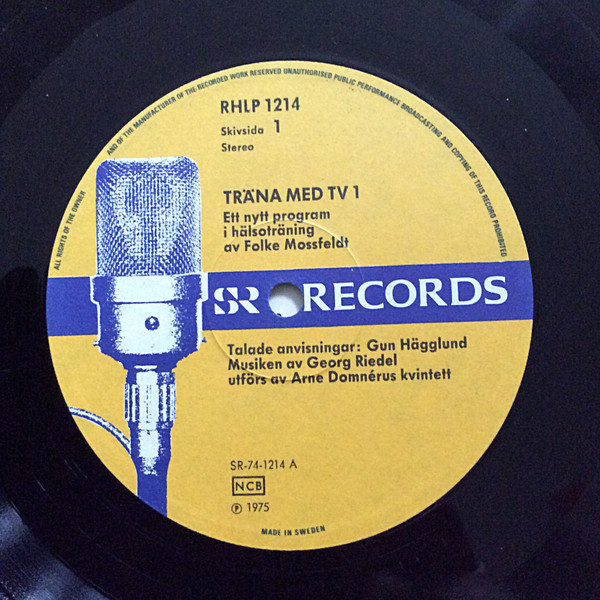 ALL RIGHTS OF THE OWNER AND OF THE MANUFACTURER OF THE RECORDED WORK RESERVED UNAUTHORISED PUBLIC PERFORMANCE BROADCASTING AND COPYING OF THIS RECORD PROHIBITED
RHLP 1214
Skivsida 1
Stereo
TRÄNA MED TV 1
Ett nytt program
i hälsoträning
av Folke Mossfeldt
SR RECORDS
Talade anvisningar: Gun Hägglund
Musiken av Georg Riedel
utförs av Arne Domnérus kvintett
SR-74-1214 A
NCB
℗ 1975
MADE IN SWEDEN